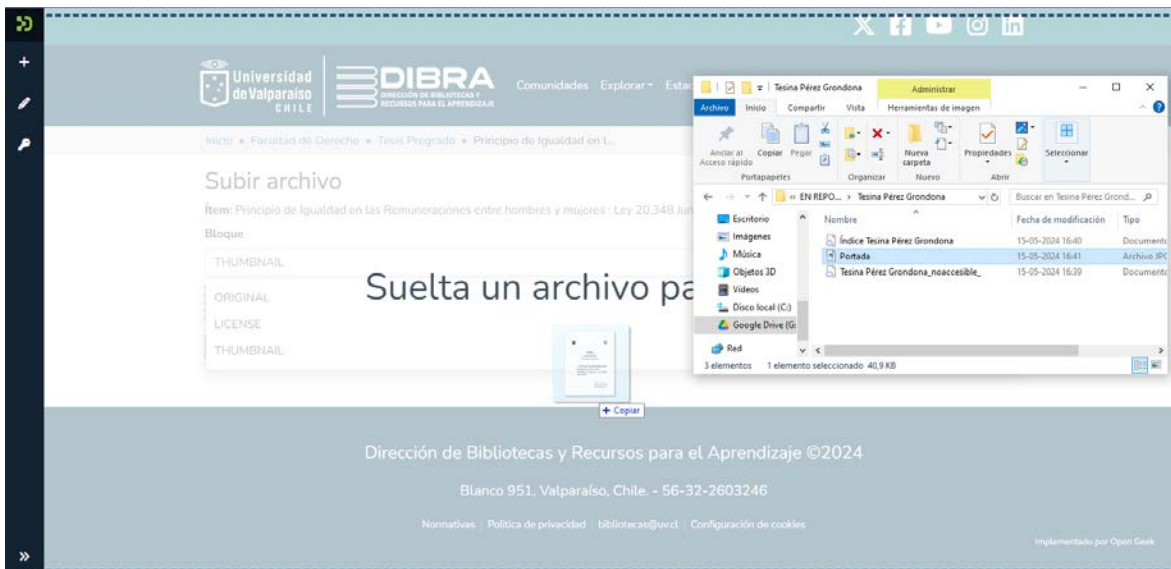 Universidad
de Valparaíso
CHILE
DIBRA
DIRECCIÓN DE BIBLIOTECAS Y
RECURSOS PARA EL APRENDIZAJE
Comunidades Explorar Estac
Inicio • Facultad de Derecho • Tesis Pregrado • Principio de Igualdad en L...
Subir archivo
Ítem: Principio de Igualdad en las Remuneraciones entre hombres y mujeres : Ley 20.348 Jun
Bloque
THUMBNAIL
ORIGINAL
LICENSE
THUMBNAIL
Suelta un archivo pa
+ Copiar
Tesina Pérez Grondona
Administrar
Archivo Inicio Compartir Vista Herramientas de imagen
Anclar al
Acceso rápido
Copiar Pegar
Nueva
carpeta
Propiedades
Seleccionar
Portapapeles Organizar Nuevo Abrir
« EN REPO... > Tesina Pérez Grondona
Buscar en Tesina Pérez Grond...
Escritorio
Imágenes
Música
Objetos 3D
Vídeos
Disco local (C:)
Google Drive (G:
Red
Nombre Fecha de modificación Tipo
Índice Tesina Pérez Grondona 15-05-2024 16:40 Documento
Portada 15-05-2024 16:41 Archivo JPG
Tesina Pérez Grondona_noaccesible_ 15-05-2024 16:39 Documento
3 elementos 1 elemento seleccionado 40,9 KB
Dirección de Bibliotecas y Recursos para el Aprendizaje ©2024
Blanco 951, Valparaíso, Chile. - 56-32-2603246
Normativas Política de privacidad bibliotecas@uv.cl Configuración de cookies
Implementado por Open Geek